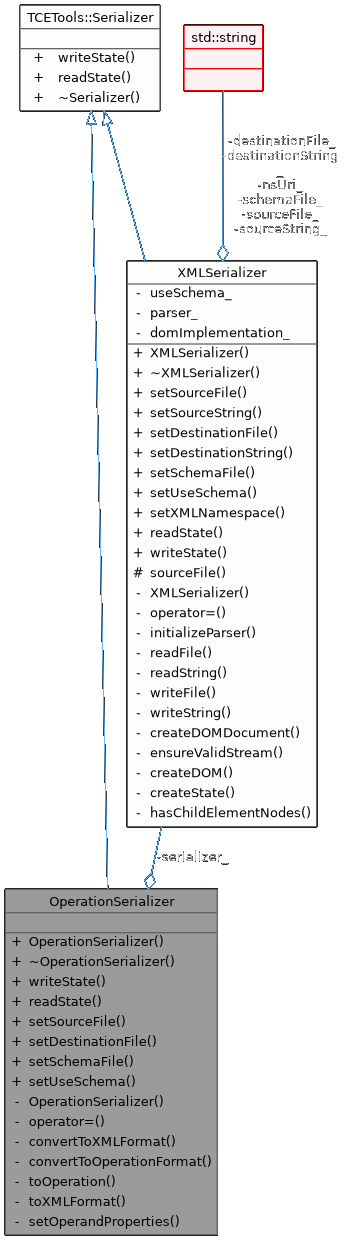 TCETools::Serializer
+ writeState()
+ readState()
+ ~Serializer()
std::string
-destinationFile_
-destinationString_
-nsUri_
-schemaFile_
-sourceFile_
-sourceString_
XMLSerializer
- useSchema_
- parser_
- domImplementation_
+ XMLSerializer()
+ ~XMLSerializer()
+ setSourceFile()
+ setSourceString()
+ setDestinationFile()
+ setDestinationString()
+ setSchemaFile()
+ setUseSchema()
+ setXMLNamespace()
+ readState()
+ writeState()
# sourceFile()
- XMLSerializer()
- operator=()
- initializeParser()
- readFile()
- readString()
- writeFile()
- writeString()
- createDOMDocument()
- ensureValidStream()
- createDOM()
- createState()
- hasChildElementNodes()
-serializer_
OperationSerializer
+ OperationSerializer()
+ ~OperationSerializer()
+ writeState()
+ readState()
+ setSourceFile()
+ setDestinationFile()
+ setSchemaFile()
+ setUseSchema()
- OperationSerializer()
- operator=()
- convertToXMLFormat()
- convertToOperationFormat()
- toOperation()
- toXMLFormat()
- setOperandProperties()